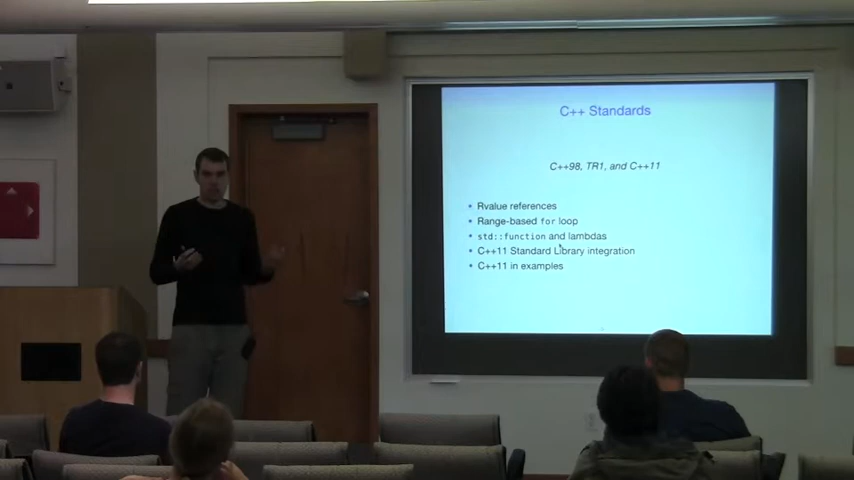 C++ Standards
C++98, TR1, and C++11
• Rvalue references
• Range-based for loop
• std::function and lambdas
• C++11 Standard Library integration
• C++11 in examples